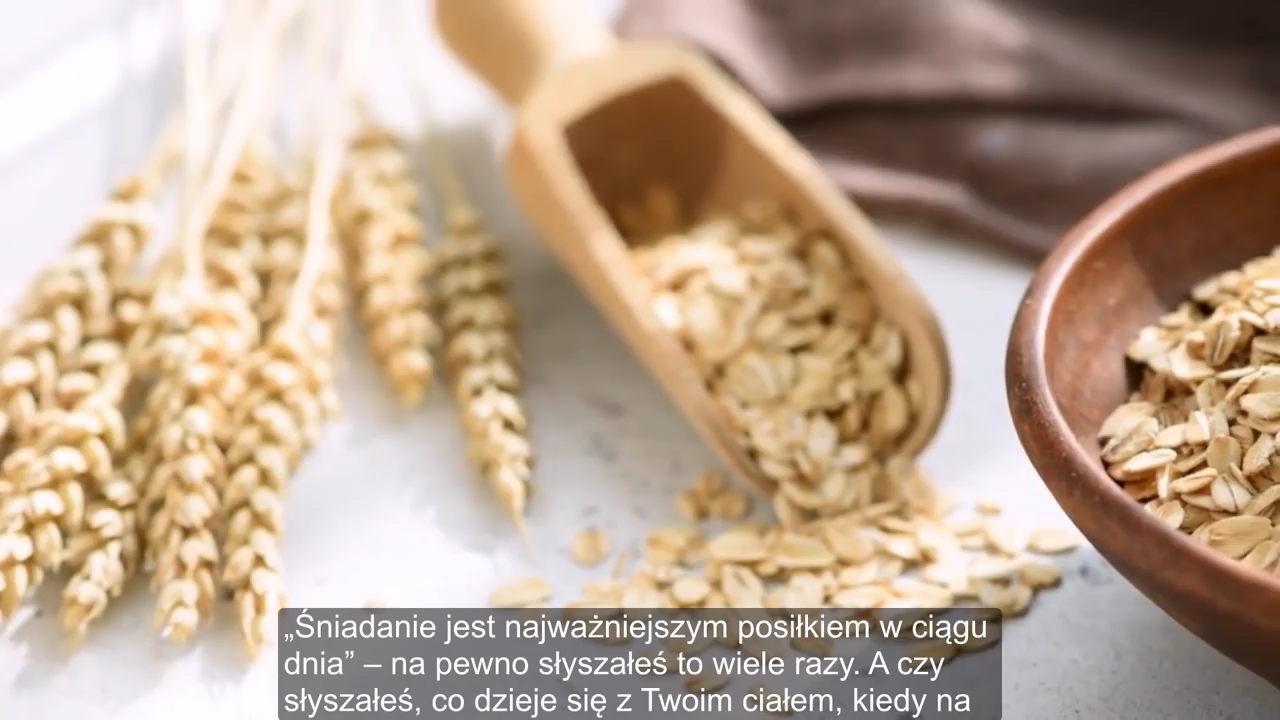 „Śniadanie jest najważniejszym posiłkiem w ciągu
dnia” – na pewno słyszałeś to wiele razy. A czy
słyszałeś, co dzieje się z Twoim ciałem, kiedy na